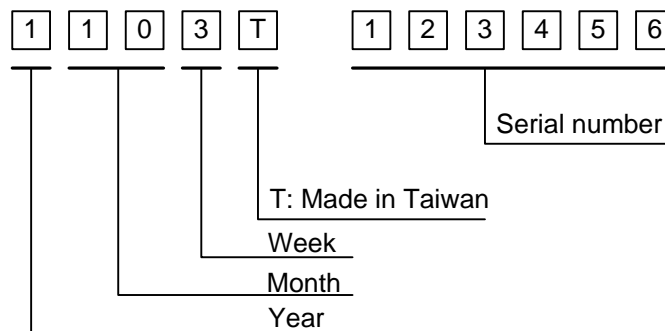 1 1 0 3 T 1 2 3 4 5 6
Serial number
T: Made in Taiwan
Week
Month
Year